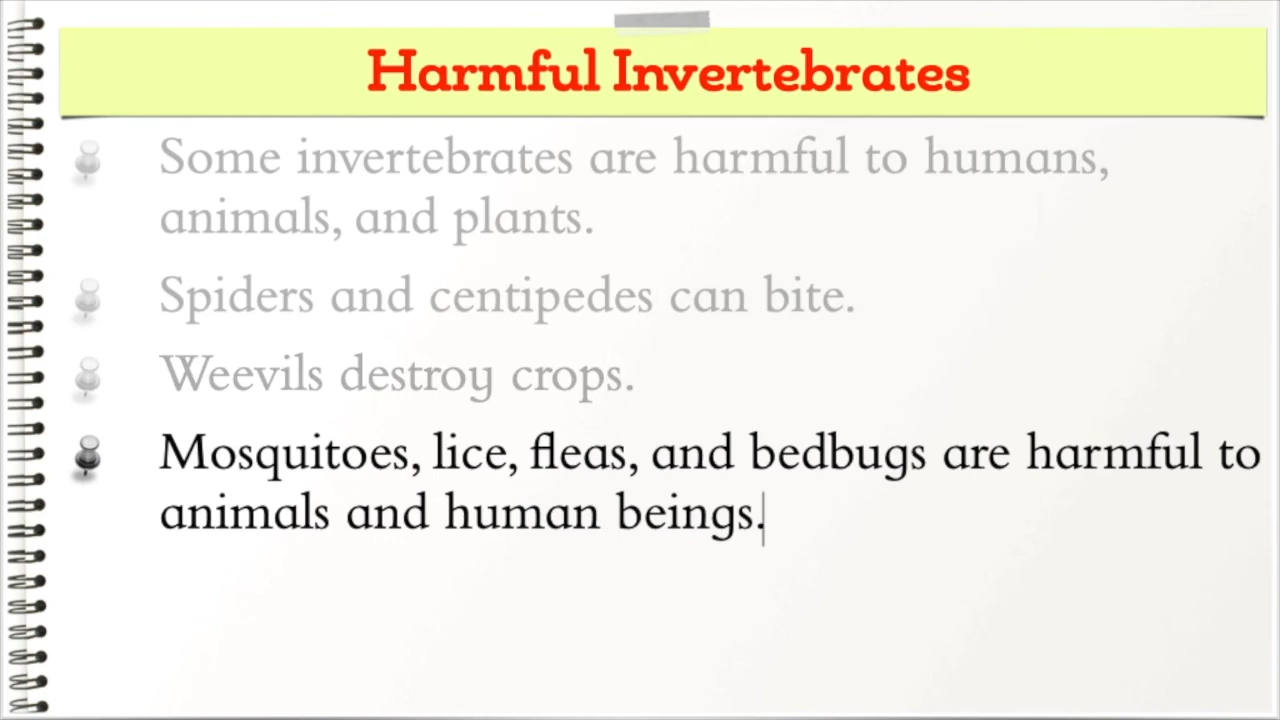 Harmful Invertebrates
Some invertebrates are harmful to humans,
animals, and plants.
Spiders and centipedes can bite.
Weevils destroy crops.
Mosquitoes, lice, fleas, and bedbugs are harmful to
animals and human beings.